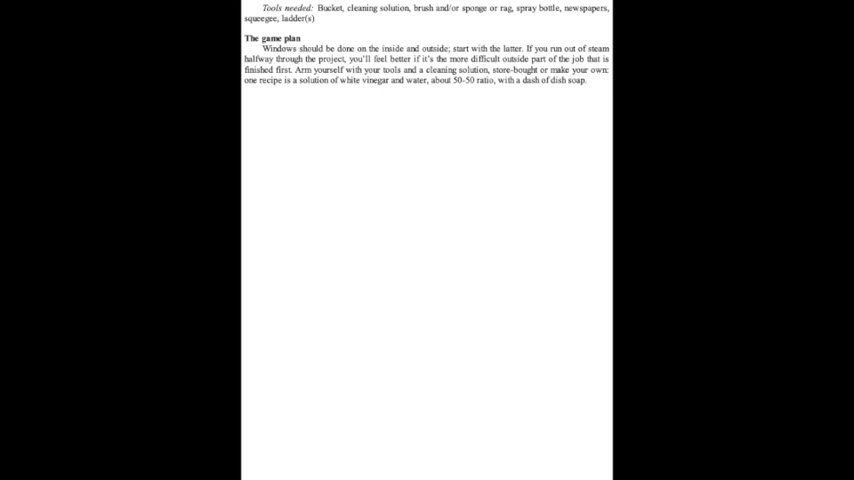 Tools needed: Bucket, cleaning solution, brush and/or sponge or rag, spray bottle, newspapers,
squeegee, ladder(s)
The game plan
Windows should be done on the inside and outside; start with the latter. If you run out of steam
halfway through the project, you'll feel better if it's the more difficult outside part of the job that is
finished first. Arm yourself with your tools and a cleaning solution, store-bought or make your own:
one recipe is a solution of white vinegar and water, about 50-50 ratio, with a dash of dish soap.